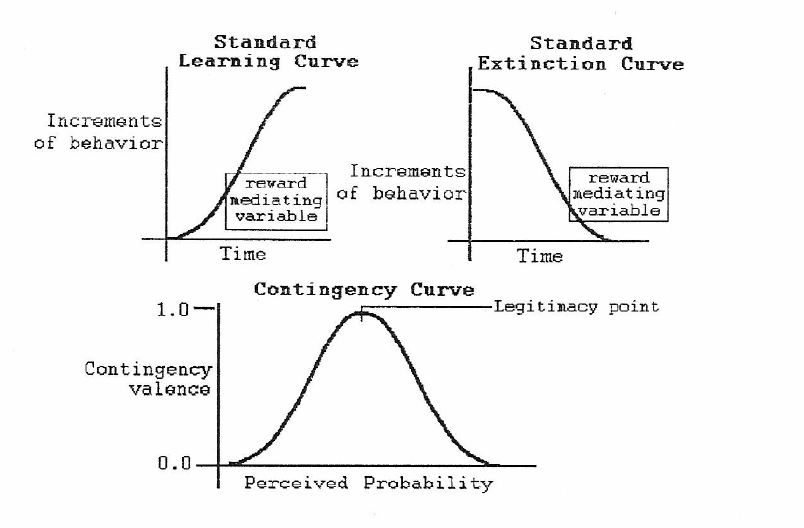 Standard
Learning Curve
Increments
of behavior
reward
mediating
variable
Time
Standard
Extinction Curve
Increments
of behavior
reward
mediating
variable
Time
Contingency Curve
1.0
Legitimacy point
Contingency
valence
0.0
Perceived Probability